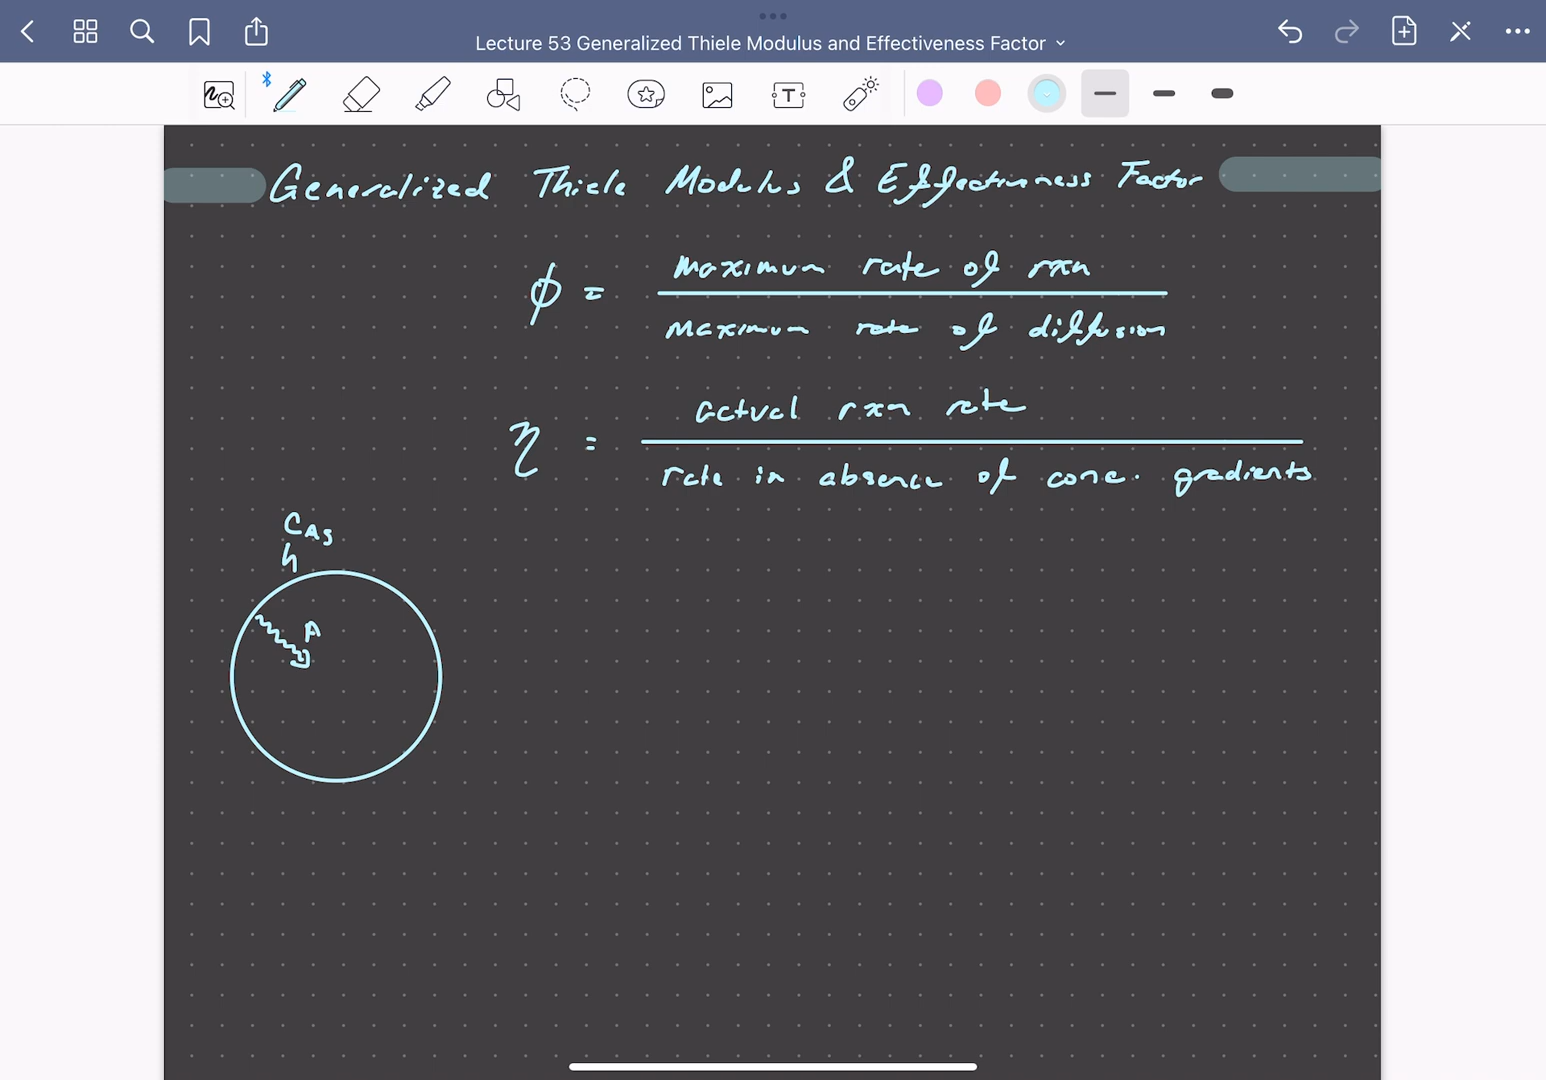 Lecture 53 Generalized Thiele Modulus and Effectiveness Factor
T
Generalized Thiele Modulus & Effectiveness Factor
ϕ = maximum rate of rxn
maximum rate of diffusion
η = actual rxn rate
rate in absence of conc. gradients
CAs
A